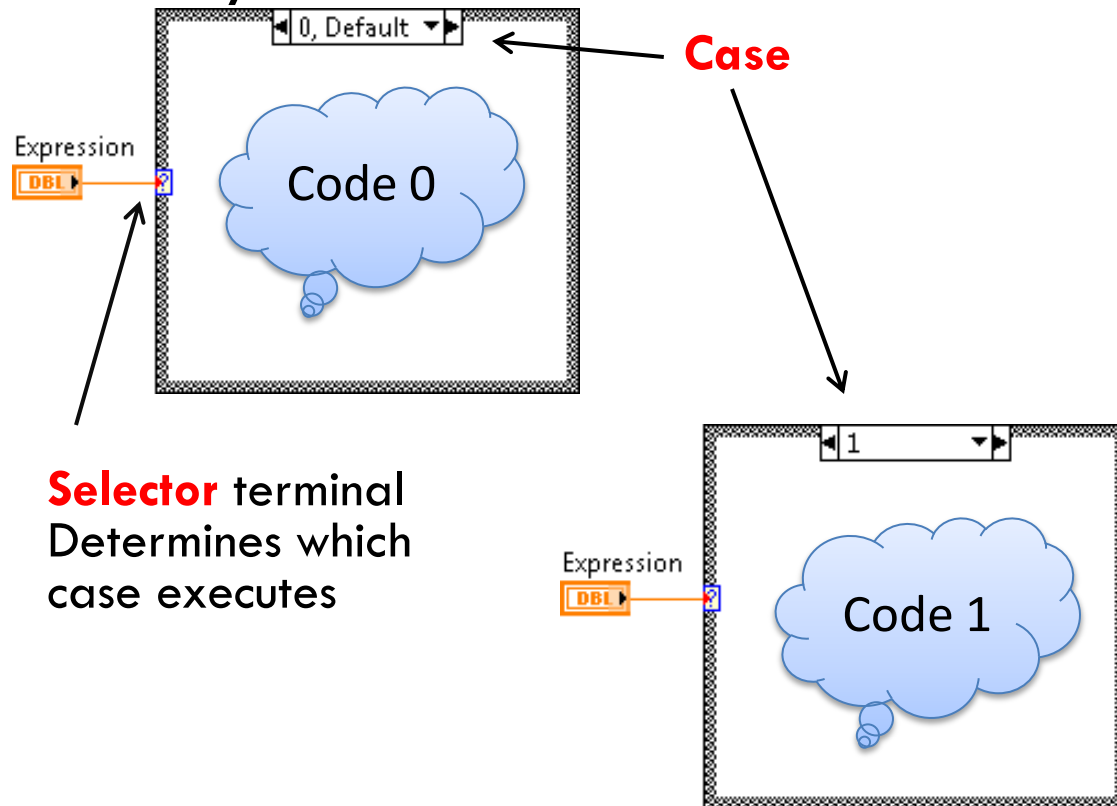 0, Default
Case
Expression
DBL
?
Code 0
1
Selector terminal
Determines which
case executes
Expression
DBL
?
Code 1